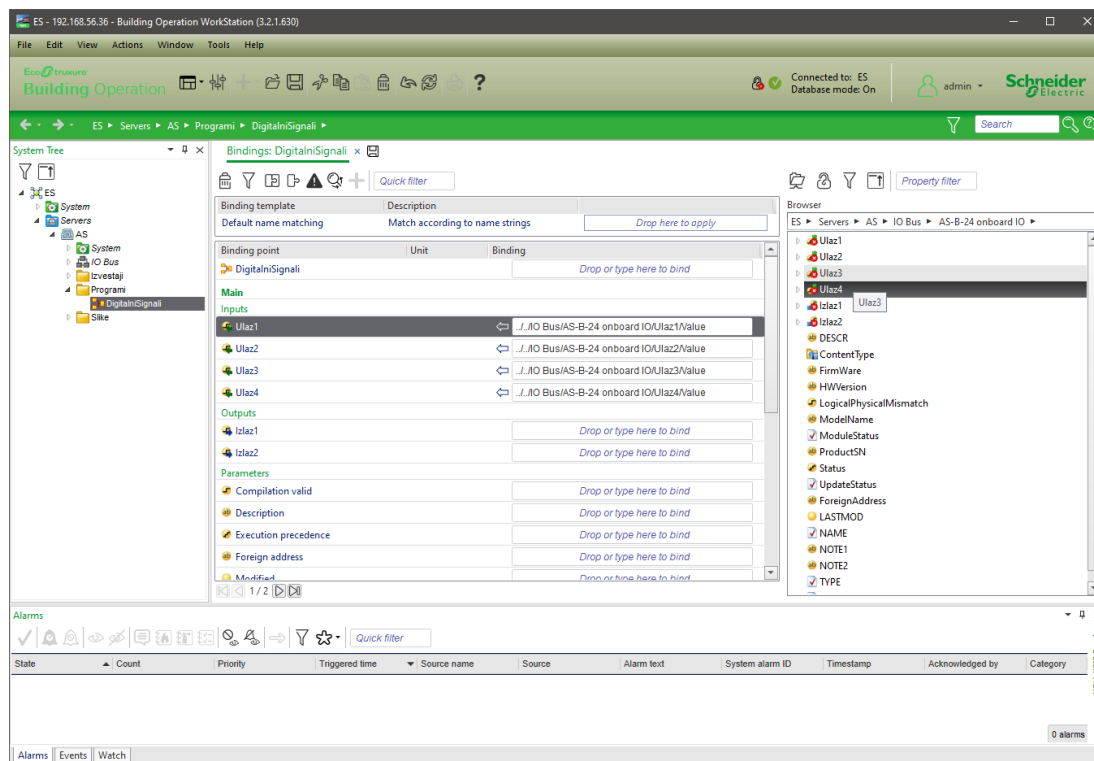 ES - 192.168.56.36 - Building Operation WorkStation (3.2.1.630)
File Edit View Actions Window Tools Help
EcoStruxure
Building Operation
Connected to: ES
Database mode: On
admin
Schneider
Electric
ES Servers AS Programi DigitalniSignali
Search
System Tree
ES
System
Servers
AS
System
IO Bus
Izvestaji
Programi
DigitalniSignali
Slike
Bindings: DigitalniSignali
Quick filter
Binding template Description
Default name matching Match according to name strings Drop here to apply
Binding point Unit Binding
DigitalniSignali Drop or type here to bind
Main
Inputs
Ulaz1 ../../IO Bus/AS-B-24 onboard IO/Ulaz1/Value
Ulaz2 ../../IO Bus/AS-B-24 onboard IO/Ulaz2/Value
Ulaz3 ../../IO Bus/AS-B-24 onboard IO/Ulaz3/Value
Ulaz4 ../../IO Bus/AS-B-24 onboard IO/Ulaz4/Value
Outputs
Izlaz1 Drop or type here to bind
Izlaz2 Drop or type here to bind
Parameters
Compilation valid Drop or type here to bind
Description Drop or type here to bind
Execution precedence Drop or type here to bind
Foreign address Drop or type here to bind
Modified Drop or type here to bind
1 / 2
Property filter
Browser
ES Servers AS IO Bus AS-B-24 onboard IO
Ulaz1
Ulaz2
Ulaz3
Ulaz4
Ulaz3
Izlaz1
Izlaz2
DESCR
ContentType
FirmWare
HWVersion
LogicalPhysicalMismatch
ModelName
ModuleStatus
ProductSN
Status
UpdateStatus
ForeignAddress
LASTMOD
NAME
NOTE1
NOTE2
TYPE
Alarms
Quick filter
State Count Priority Triggered time Source name Source Alarm text System alarm ID Timestamp Acknowledged by Category
0 alarms
Alarms Events Watch